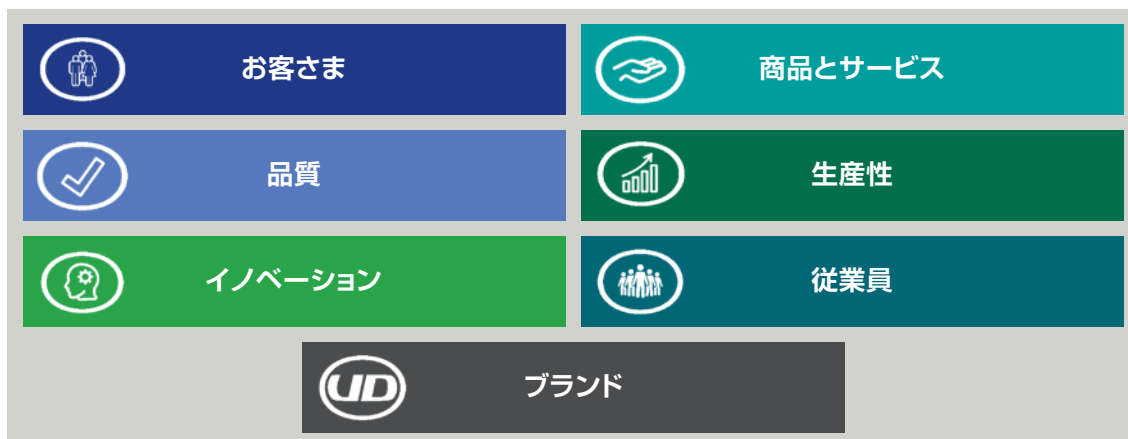 お客さま
商品とサービス
品質
生産性
イノベーション
従業員
UD
ブランド